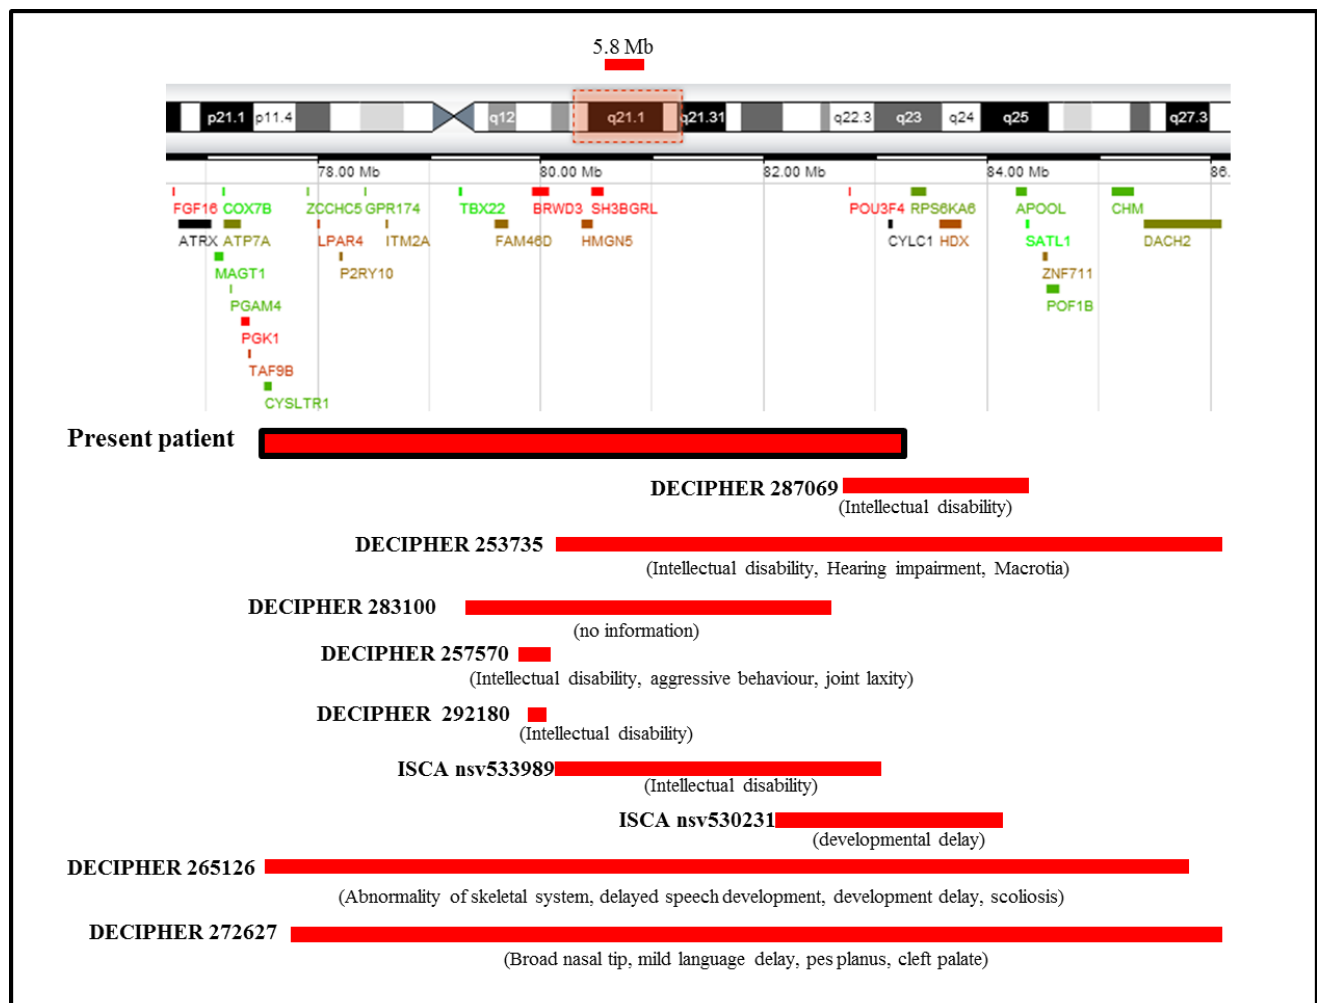 5.8 Mb
p21.1 p11.4 q12 q21.1 q21.31 q22.3 q23 q24 q25 q27.3
78.00 Mb 80.00 Mb 82.00 Mb 84.00 Mb 86.
FGF16 COX7B ZCCHC5 GPR174 TBX22 BRWD3 SH3BGRL POU3F4 RPS6KA6 APOOL CHM
ATRX ATP7A LPAR4 ITM2A FAM46D HMGN5 CYLC1 HDX SATL1 DACH2
MAGT1 P2RY10 ZNF711
PGAM4 POF1B
PGK1
TAF9B
CYSLTR1
Present patient
DECIPHER 287069
(Intellectual disability)
DECIPHER 253735
(Intellectual disability, Hearing impairment, Macrotia)
DECIPHER 283100
(no information)
DECIPHER 257570
(Intellectual disability, aggressive behaviour, joint laxity)
DECIPHER 292180
(Intellectual disability)
ISCA nsv533989
(Intellectual disability)
ISCA nsv530231
(developmental delay)
DECIPHER 265126
(Abnormality of skeletal system, delayed speech development, development delay, scoliosis)
DECIPHER 272627
(Broad nasal tip, mild language delay, pes planus, cleft palate)